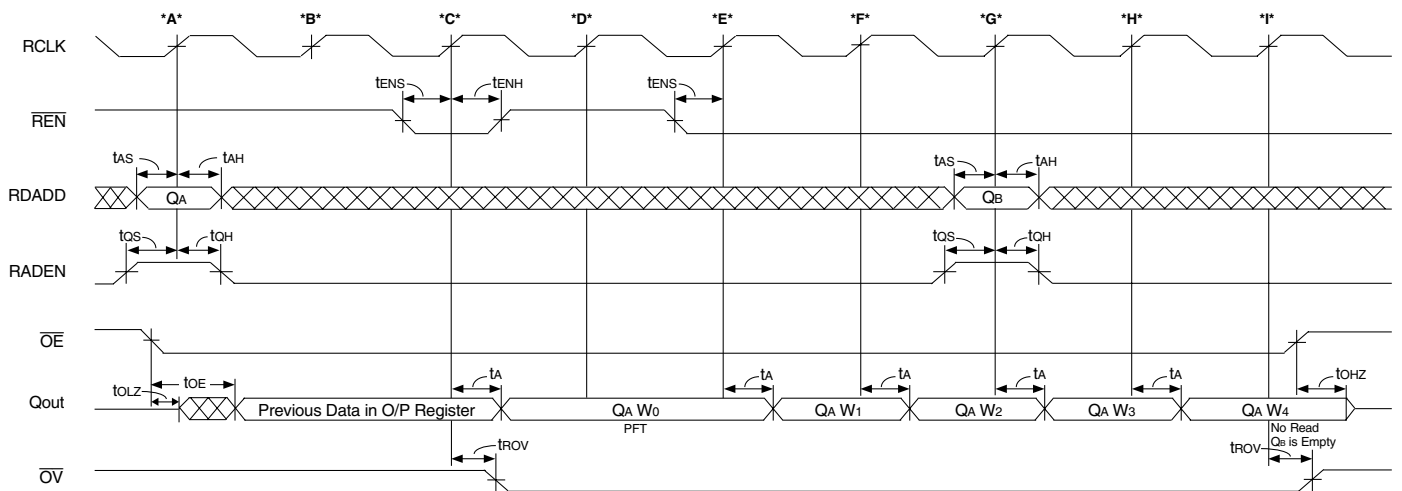 *A* *B* *C* *D* *E* *F* *G* *H* *I*
RCLK
tENS tENH tENS
REN
tAS tAH tAS tAH
RDADD QA QB
tQS tQH tQS tQH
RADEN
OE
tOLZ tOE tA tA tA tA tA tOHZ
Qout Previous Data in O/P Register QA W0 QA W1 QA W2 QA W3 QA W4
PFT No Read
QB is Empty
tROV tROV
OV